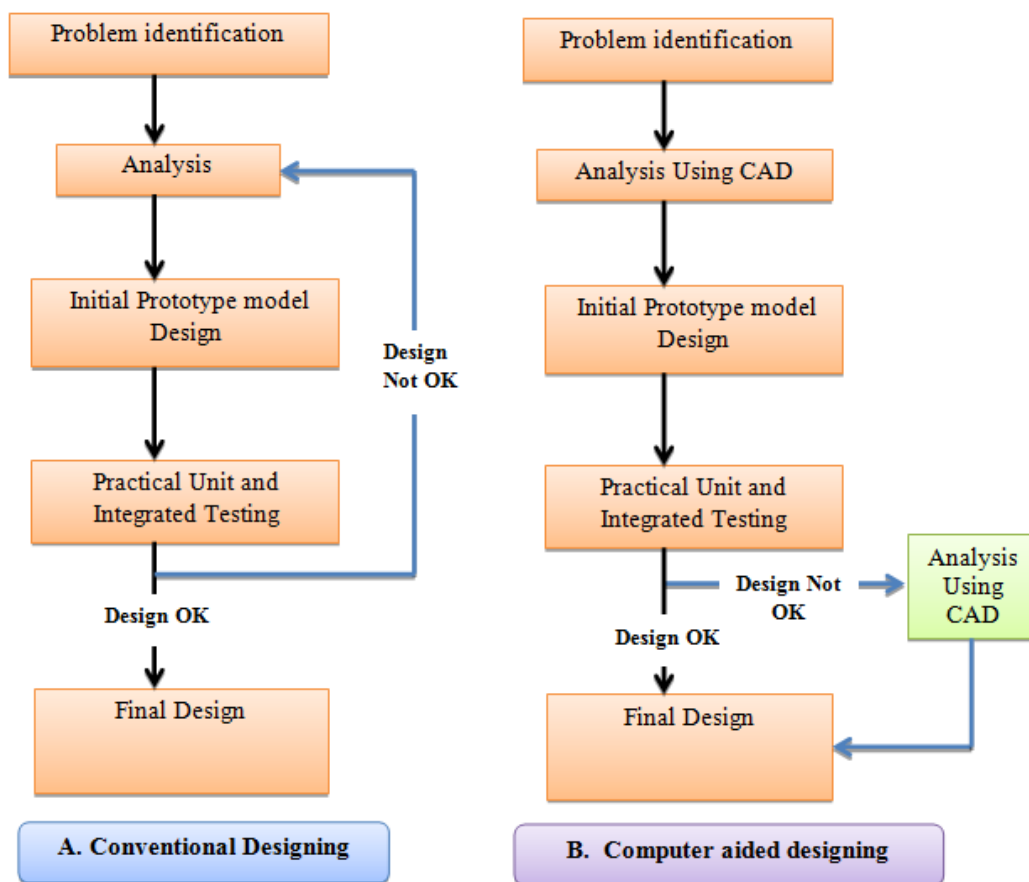 Problem identification
Analysis
Initial Prototype model
Design
Design
Not OK
Practical Unit and
Integrated Testing
Design OK
Final Design
A. Conventional Designing
Problem identification
Analysis Using CAD
Initial Prototype model
Design
Practical Unit and
Integrated Testing
Design Not
OK
Analysis
Using
CAD
Design OK
Final Design
B. Computer aided designing